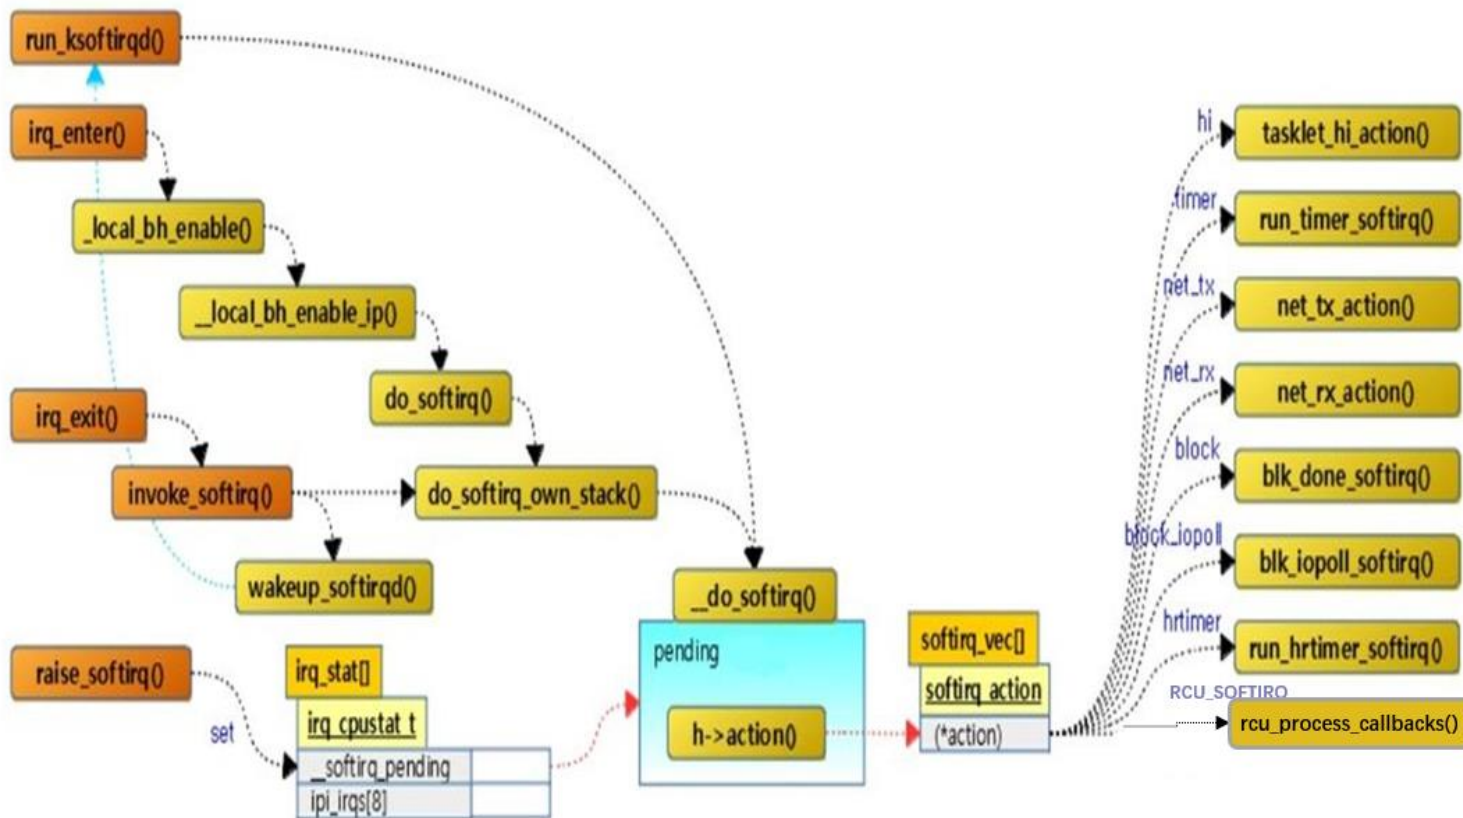 run_ksoftirqd()
irq_enter()
_local_bh_enable()
__local_bh_enable_ip()
do_softirq()
irq_exit()
invoke_softirq()
do_softirq_own_stack()
wakeup_softirqd()
__do_softirq()
pending
h->action()
raise_softirq()
set
irq_stat[]
irq_cpustat_t
__softirq_pending
ipi_irqs[8]
softirq_vec[]
softirq_action
(*action)
hi
tasklet_hi_action()
timer
run_timer_softirq()
net_tx
net_tx_action()
net_rx
net_rx_action()
block
blk_done_softirq()
block_iopoll
blk_iopoll_softirq()
hrtimer
run_hrtimer_softirq()
RCU_SOFTIRQ
rcu_process_callbacks()